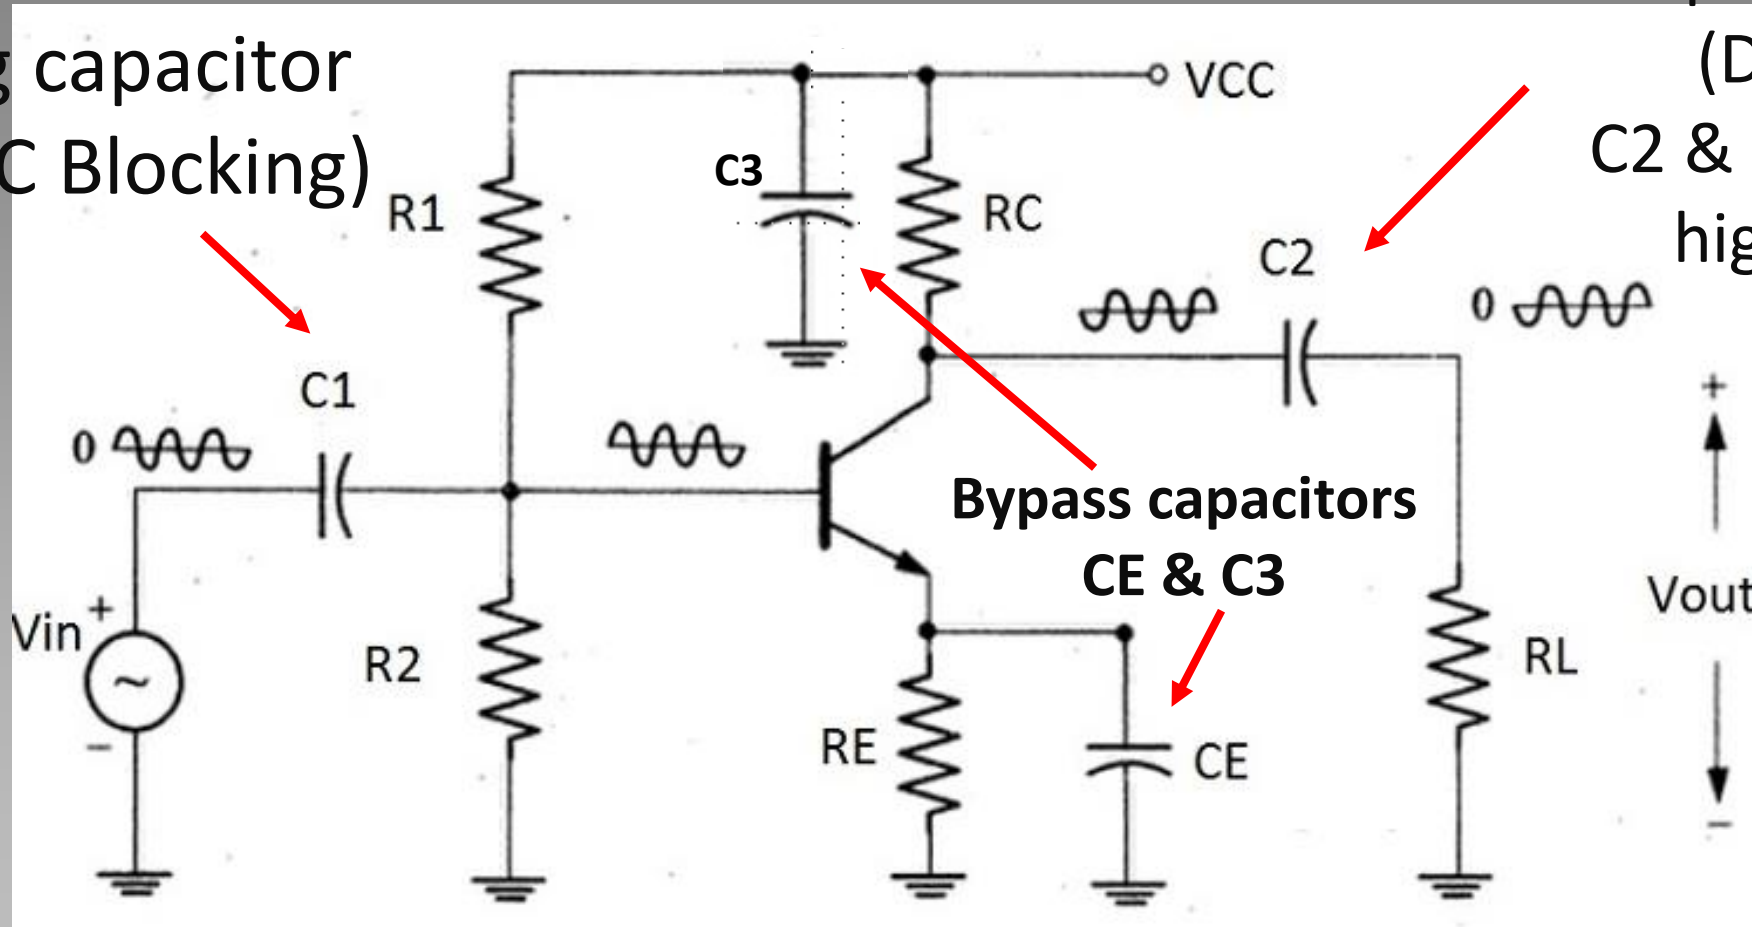 g capacitor
C Blocking)
(D
C2 &
hig
VCC
C3
R1
RC
C2
0
C1
0
Bypass capacitors
CE & C3
+
Vin
+
~
−
R2
RE
CE
RL
Vout
−